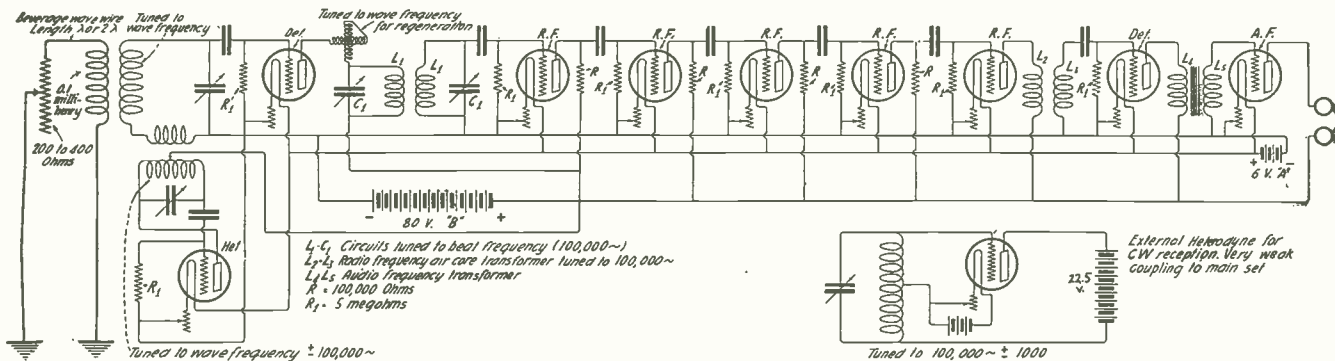 Beverage wave wire
Length λ or 2 λ
Tuned to
wave frequency
0.1
milli-
henry
200 to 400
Ohms
R1
Det.
Tuned to wave frequency
for regeneration
C1
L1
L1
C1
R1
R.F.
R
R1
R.F.
R
R1
R.F.
R
R1
R.F.
R
R1
R.F.
L2
L3
R1
Det.
L4
L5
A.F.
+ -
6 V. "A"
- +
80 V. "B"
Het
R1
Tuned to wave frequency ± 100,000~
L1-C1 Circuits tuned to beat frequency (100,000~)
L2-L3 Radio frequency air core transformer tuned to 100,000~
L4 L5 Audio frequency transformer
R = 100,000 Ohms
R1 = 5 megohms
22.5
V.
Tuned to 100,000~ ± 1000
External Heterodyne for
CW reception. Very weak
coupling to main set